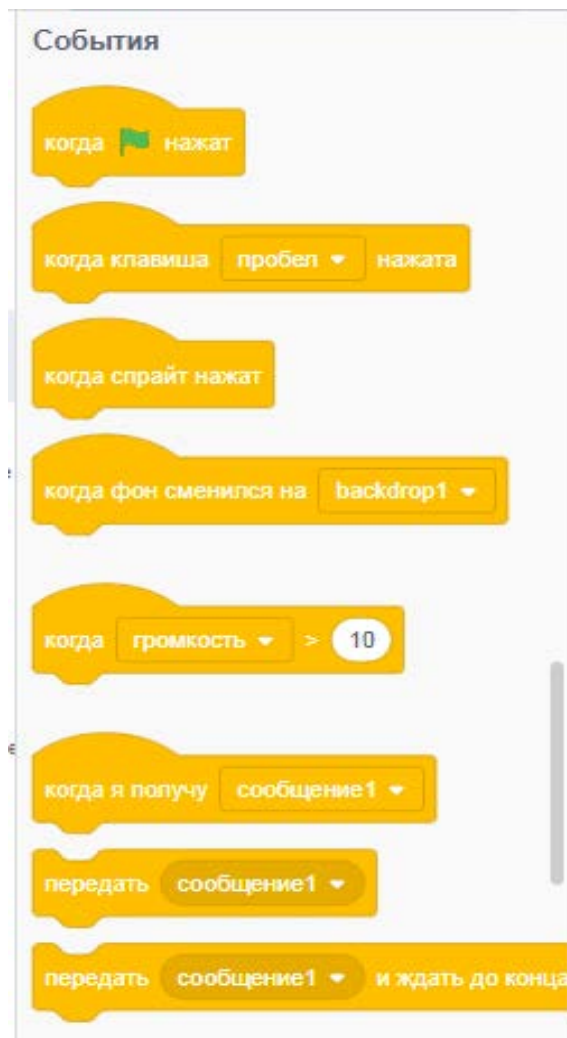 События
когда нажат
когда клавиша пробел нажата
когда спрайт нажат
когда фон сменился на backdrop1
когда громкость > 10
когда я получу сообщение1
передать сообщение1
передать сообщение1 и ждать до конца